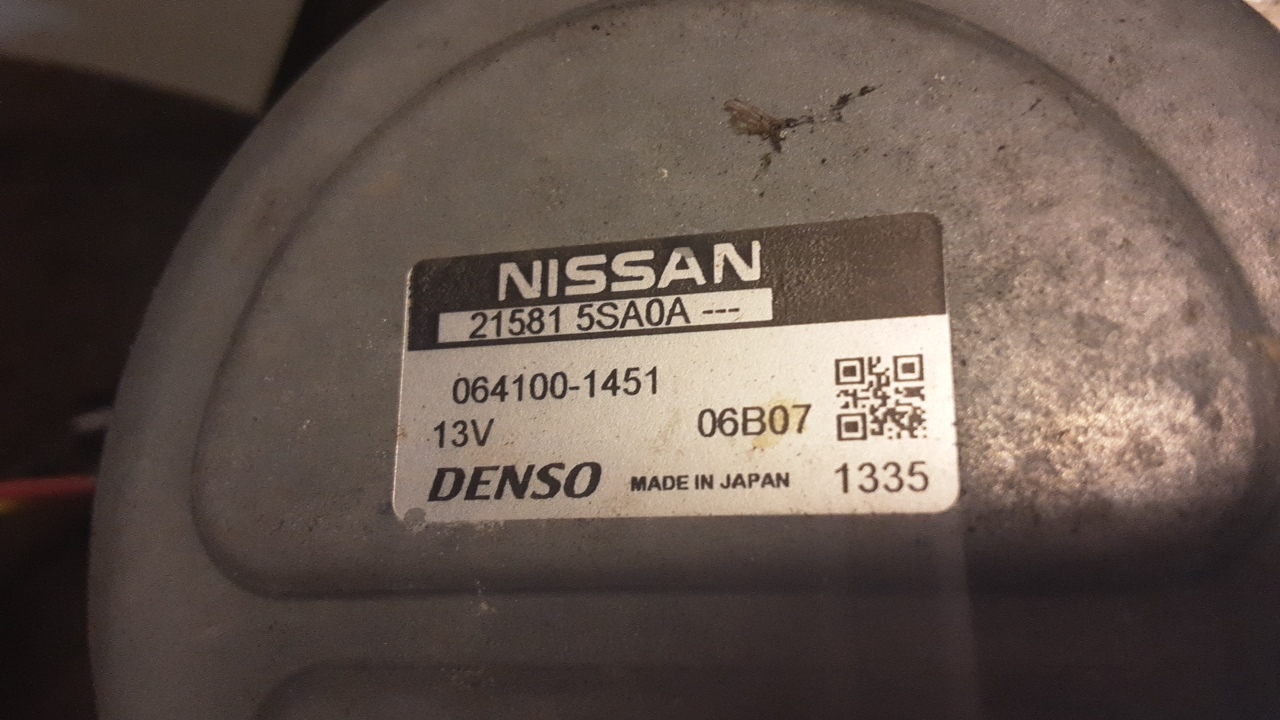 NISSAN
21581 5SA0A ---
064100-1451
13V 06B07
DENSO MADE IN JAPAN 1335